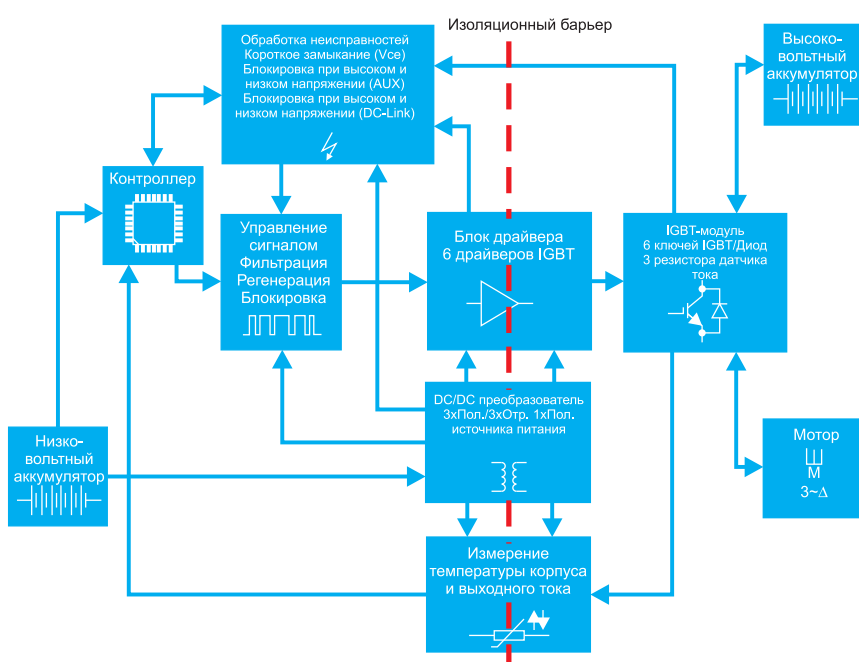 Изоляционный барьер
Обработка неисправностей
Короткое замыкание (Vce)
Блокировка при высоком и
низком напряжении (AUX)
Блокировка при высоком и
низком напряжении (DC-Link)
Высоко-
вольтный
аккумулятор
Контроллер
Управление
сигналом
Фильтрация
Регенерация
Блокировка
Блок драйвера
6 драйверов IGBT
IGBT-модуль
6 ключей IGBT/Диод
3 резистора датчика
тока
DC/DC преобразователь
3xПол./3xОтр. 1xПол.
источника питания
Низко-
вольтный
аккумулятор
Мотор
M
3~Δ
Измерение
температуры корпуса
и выходного тока